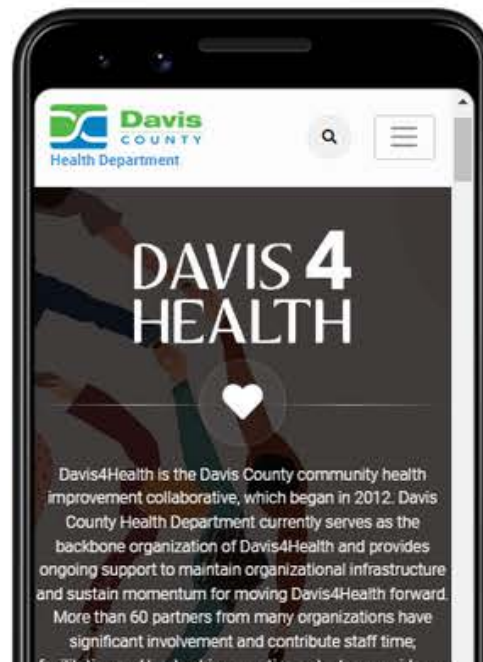 Davis
COUNTY
Health Department
DAVIS 4
HEALTH
Davis4Health is the Davis County community health
improvement collaborative, which began in 2012. Davis
County Health Department currently serves as the
backbone organization of Davis4Health and provides
ongoing support to maintain organizational infrastructure
and sustain momentum for moving Davis4Health forward.
More than 60 partners from many organizations have
significant involvement and contribute staff time;